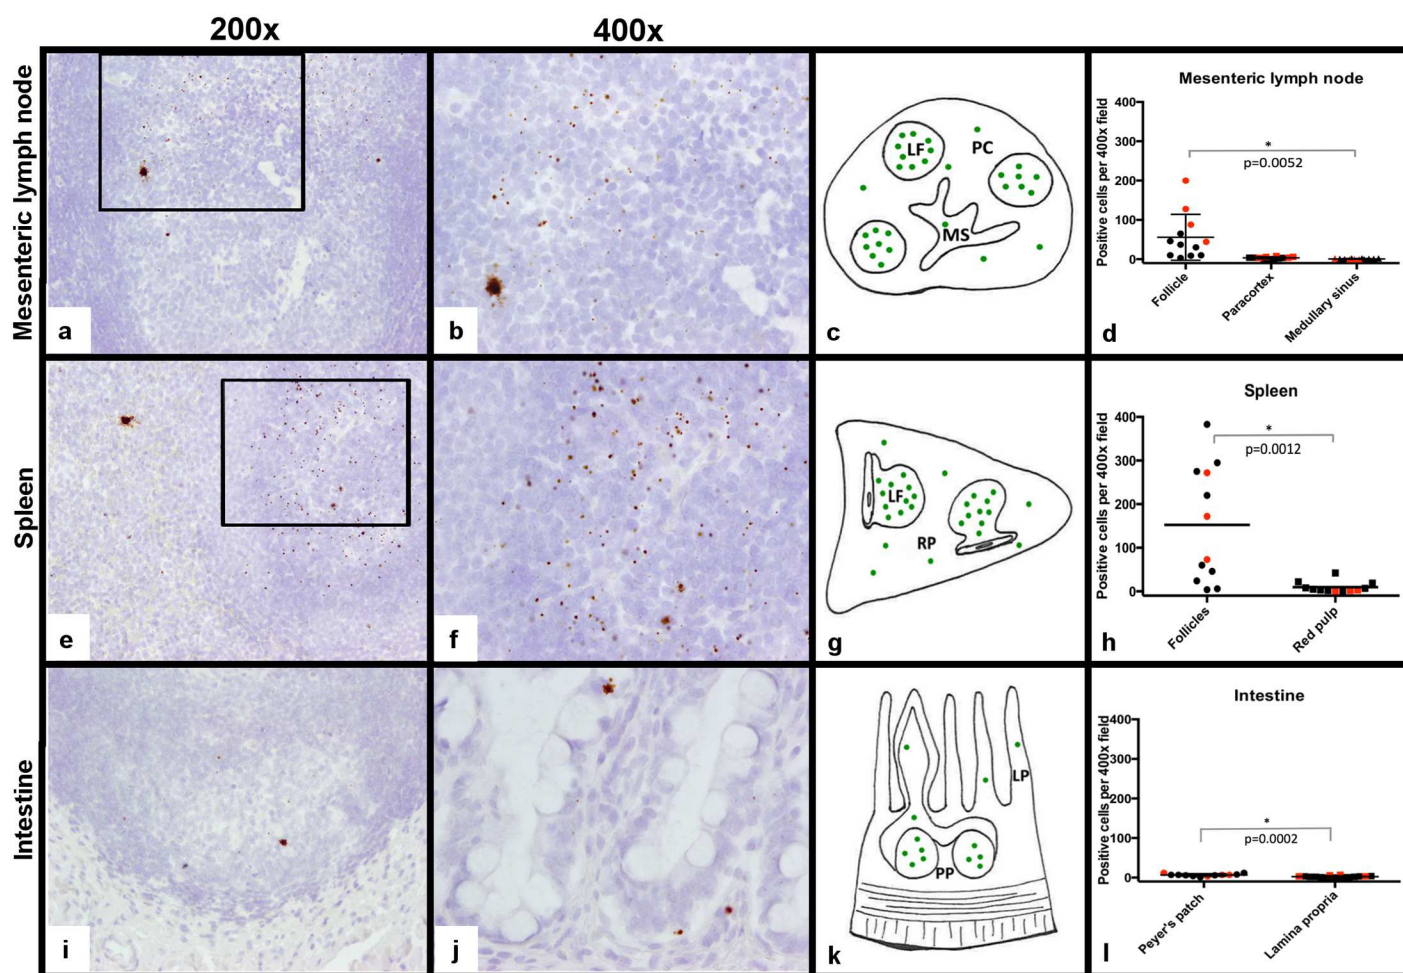 200x
400x
Mesenteric lymph node
a
b
LF
PC
MS
c
Mesenteric lymph node
Positive cells per 400x field
400
300
200
100
0
*
p=0.0052
Follicle
Paracortex
Medullary sinus
d
Spleen
e
f
LF
RP
g
Spleen
Positive cells per 400x field
400
300
200
100
0
*
p=0.0012
Follicles
Red pulp
h
Intestine
i
j
LP
PP
k
Intestine
Positive cells per 400x field
400
300
200
100
0
*
p=0.0002
Peyer's patch
Lamina propria
l